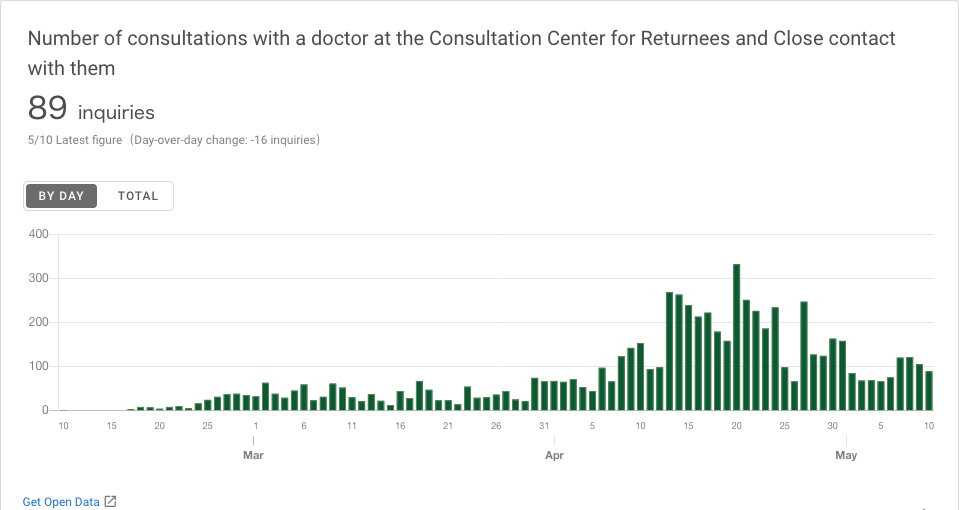 Number of consultations with a doctor at the Consultation Center for Returnees and Close contact
with them
89 inquiries
5/10 Latest figure (Day-over-day change: -16 inquiries)
BY DAY TOTAL
400
300
200
100
0
10 15 20 25 1 6 11 16 21 26 31 5 10 15 20 25 30 5 10
Mar Apr May
Get Open Data